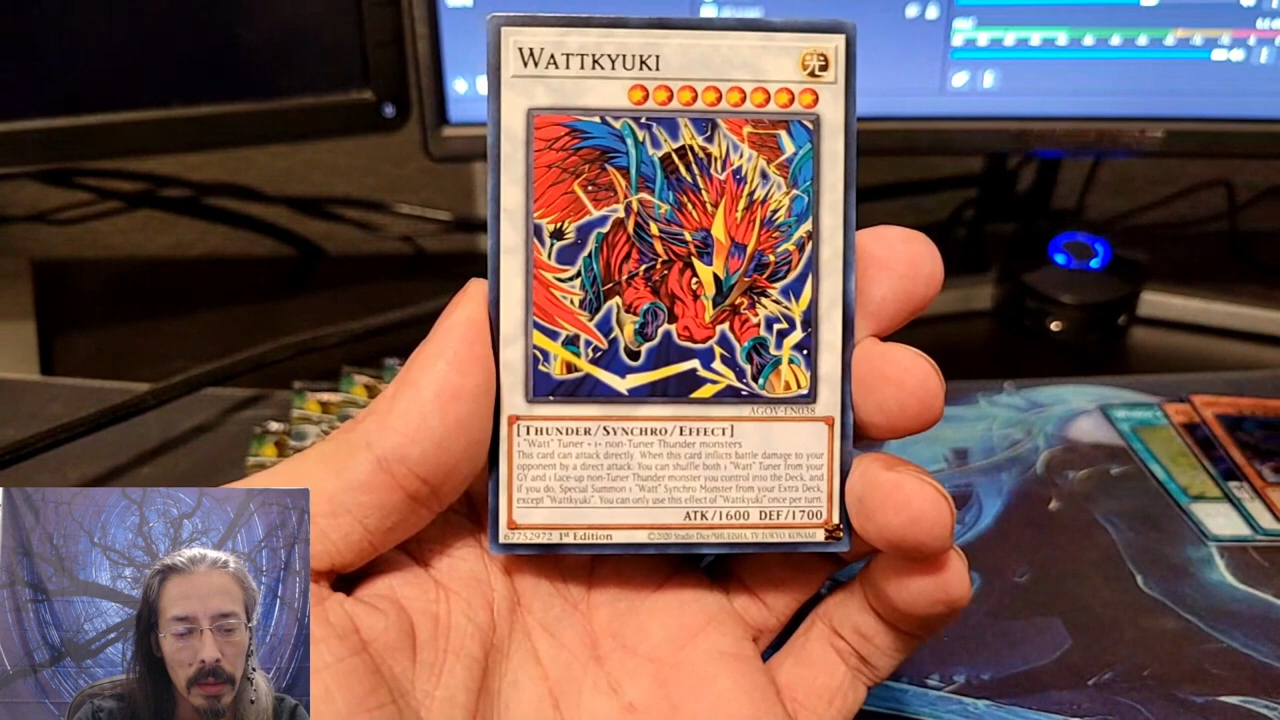 WATTKYUKI
光
AGOV-EN038
[THUNDER/SYNCHRO/EFFECT]
1 "Watt" Tuner + 1+ non-Tuner Thunder monsters
This card can attack directly. When this card inflicts battle damage to your
opponent by a direct attack: You can shuffle both 1 "Watt" Tuner from your
GY and 1 face-up non-Tuner Thunder monster you control into the Deck, and
if you do, Special Summon 1 "Watt" Synchro Monster from your Extra Deck,
except "Wattkyuki". You can only use this effect of "Wattkyuki" once per turn.
ATK/1600 DEF/1700
67752972 1st Edition ©2020 Studio Dice/SHUEISHA, TV TOKYO, KONAMI